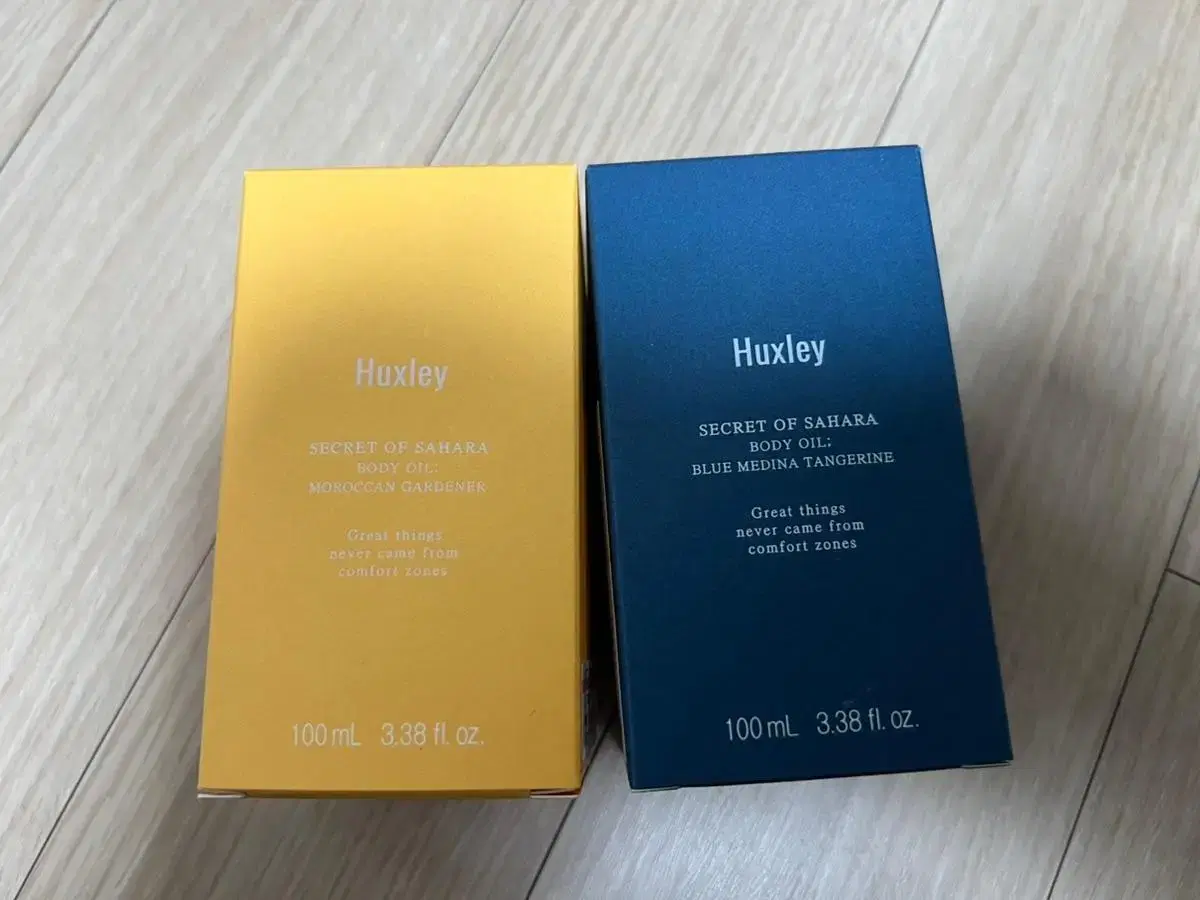 Huxley
SECRET OF SAHARA
BODY OIL;
MOROCCAN GARDENER
Great things
never came from
comfort zones
100 mL 3.38 fl. oz.
Huxley
SECRET OF SAHARA
BODY OIL;
BLUE MEDINA TANGERINE
Great things
never came from
comfort zones
100 mL 3.38 fl. oz.